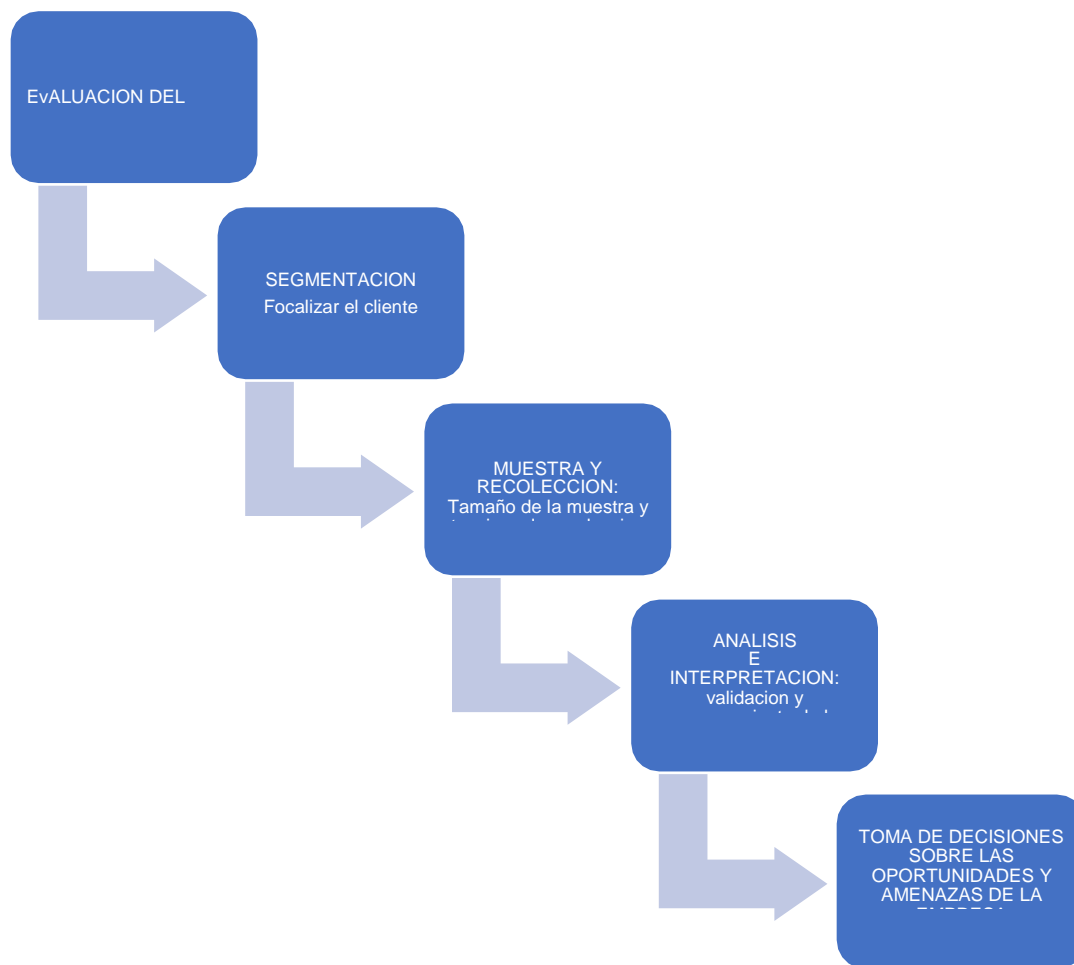 EvALUACION DEL
SEGMENTACION
Focalizar el cliente
MUESTRA Y
RECOLECCION:
Tamaño de la muestra y
ANALISIS
E
INTERPRETACION:
validacion y
TOMA DE DECISIONES
SOBRE LAS
OPORTUNIDADES Y
AMENAZAS DE LA